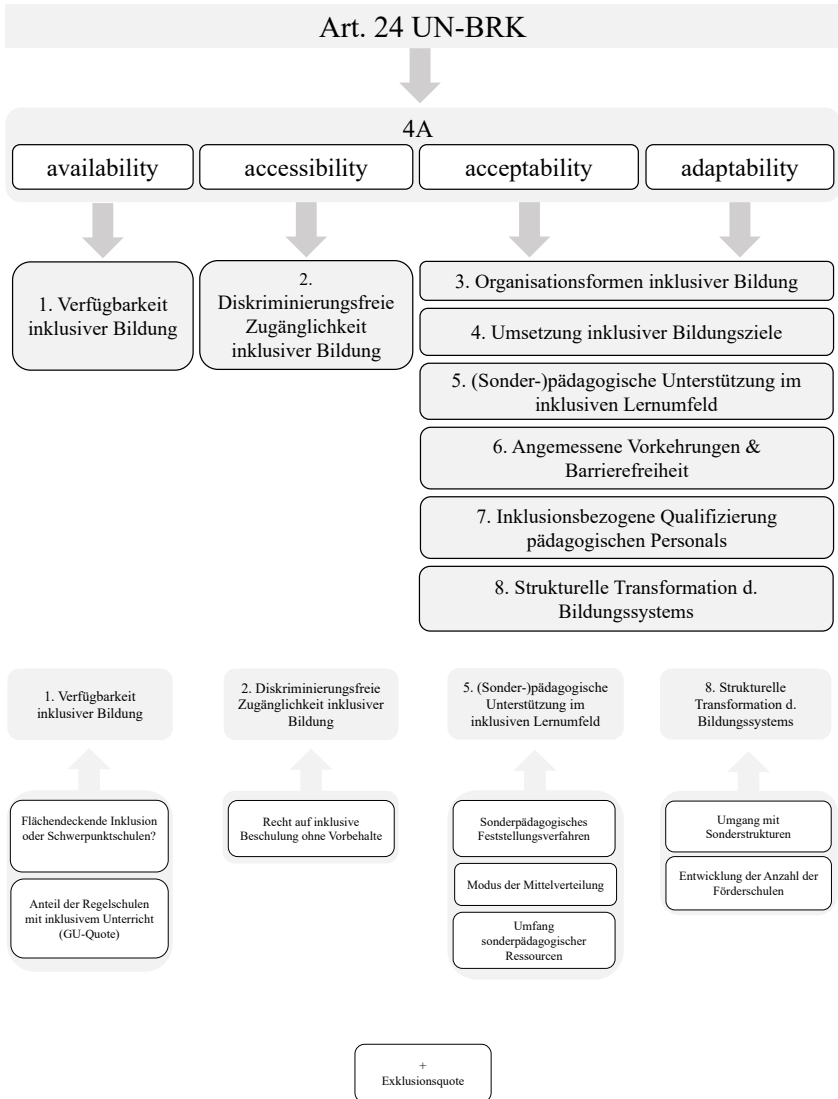 Art. 24 UN-BRK
4A
availability
accessibility
acceptability
adaptability
1. Verfügbarkeit
inklusiver Bildung
2.
Diskriminierungsfreie
Zugänglichkeit
inklusiver Bildung
3. Organisationsformen inklusiver Bildung
4. Umsetzung inklusiver Bildungsziele
5. (Sonder-)pädagogische Unterstützung im
inklusiven Lernumfeld
6. Angemessene Vorkehrungen &
Barrierefreiheit
7. Inklusionsbezogene Qualifizierung
pädagogischen Personals
8. Strukturelle Transformation d.
Bildungssystems
1. Verfügbarkeit
inklusiver Bildung
2. Diskriminierungsfreie
Zugänglichkeit inklusiver
Bildung
5. (Sonder-)pädagogische
Unterstützung im
inklusiven Lernumfeld
8. Strukturelle
Transformation d.
Bildungssystems
Flächendeckende Inklusion
oder Schwerpunktschulen?
Anteil der Regelschulen
mit inklusivem Unterricht
(GU-Quote)
Recht auf inklusive
Beschulung ohne Vorbehalte
Sonderpädagogisches
Feststellungsverfahren
Modus der Mittelverteilung
Umfang
sonderpädagogischer
Ressourcen
Umgang mit
Sonderstrukturen
Entwicklung der Anzahl der
Förderschulen
+
Exklusionsquote